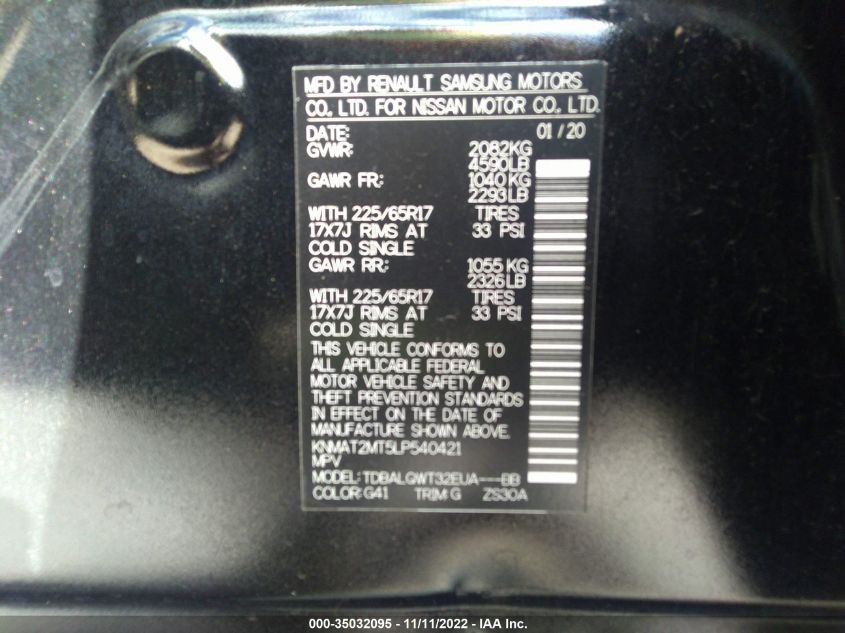 MFD BY RENAULT SAMSUNG MOTORS
CO., LTD. FOR NISSAN MOTOR CO., LTD.
DATE: 01/20
GVWR: 2082KG
4590LB
GAWR FR: 1040KG
2293LB
WITH 225/65R17 TIRES
17X7J RIMS AT 33 PSI
COLD SINGLE
GAWR RR: 1055KG
2326LB
WITH 225/65R17 TIRES
17X7J RIMS AT 33 PSI
COLD SINGLE
THIS VEHICLE CONFORMS TO
ALL APPLICABLE FEDERAL
MOTOR VEHICLE SAFETY AND
THEFT PREVENTION STANDARDS
IN EFFECT ON THE DATE OF
MANUFACTURE SHOWN ABOVE.
KNMAT2MT5LP540421
MPV
MODEL: TDBALQWT32EUA---BB
COLOR: G41 TRIM: G ZS30A
000-35032095 - 11/11/2022 - IAA Inc.